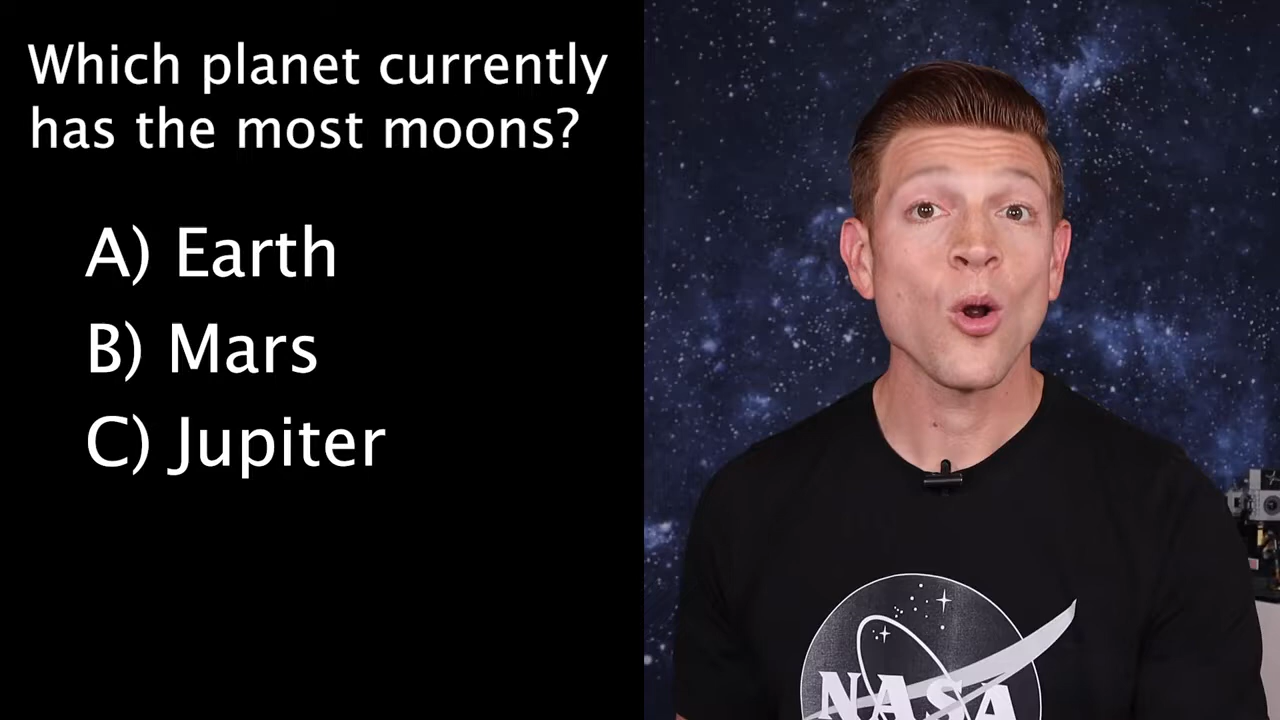 Which planet currently
has the most moons?
A) Earth
B) Mars
C) Jupiter
NASA